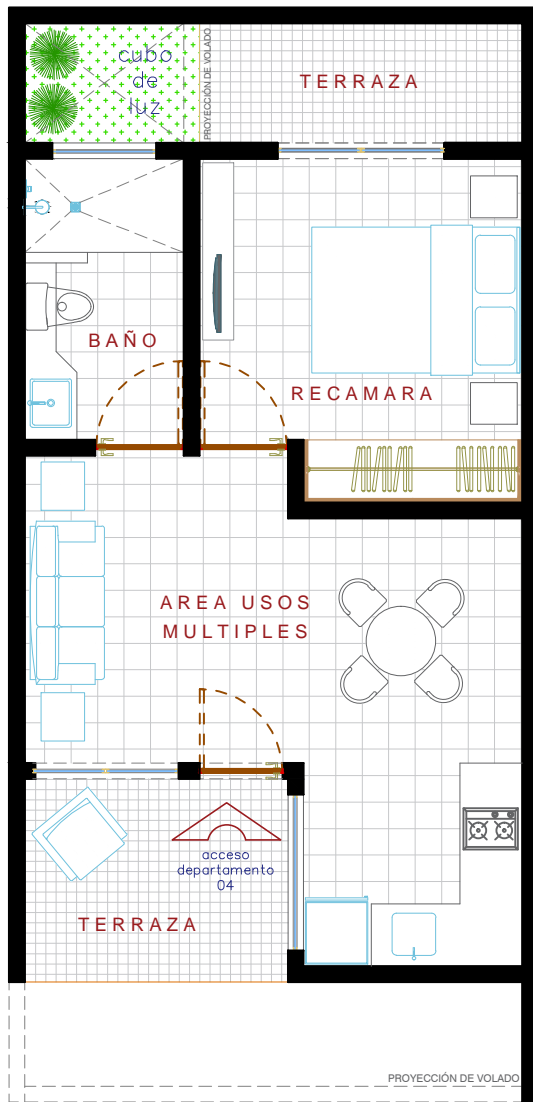 cubo
de
luz
PROYECCIÓN DE VOLADO
TERRAZA
BAÑO
RECAMARA
AREA USOS
MULTIPLES
acceso
departamento
04
TERRAZA
PROYECCIÓN DE VOLADO